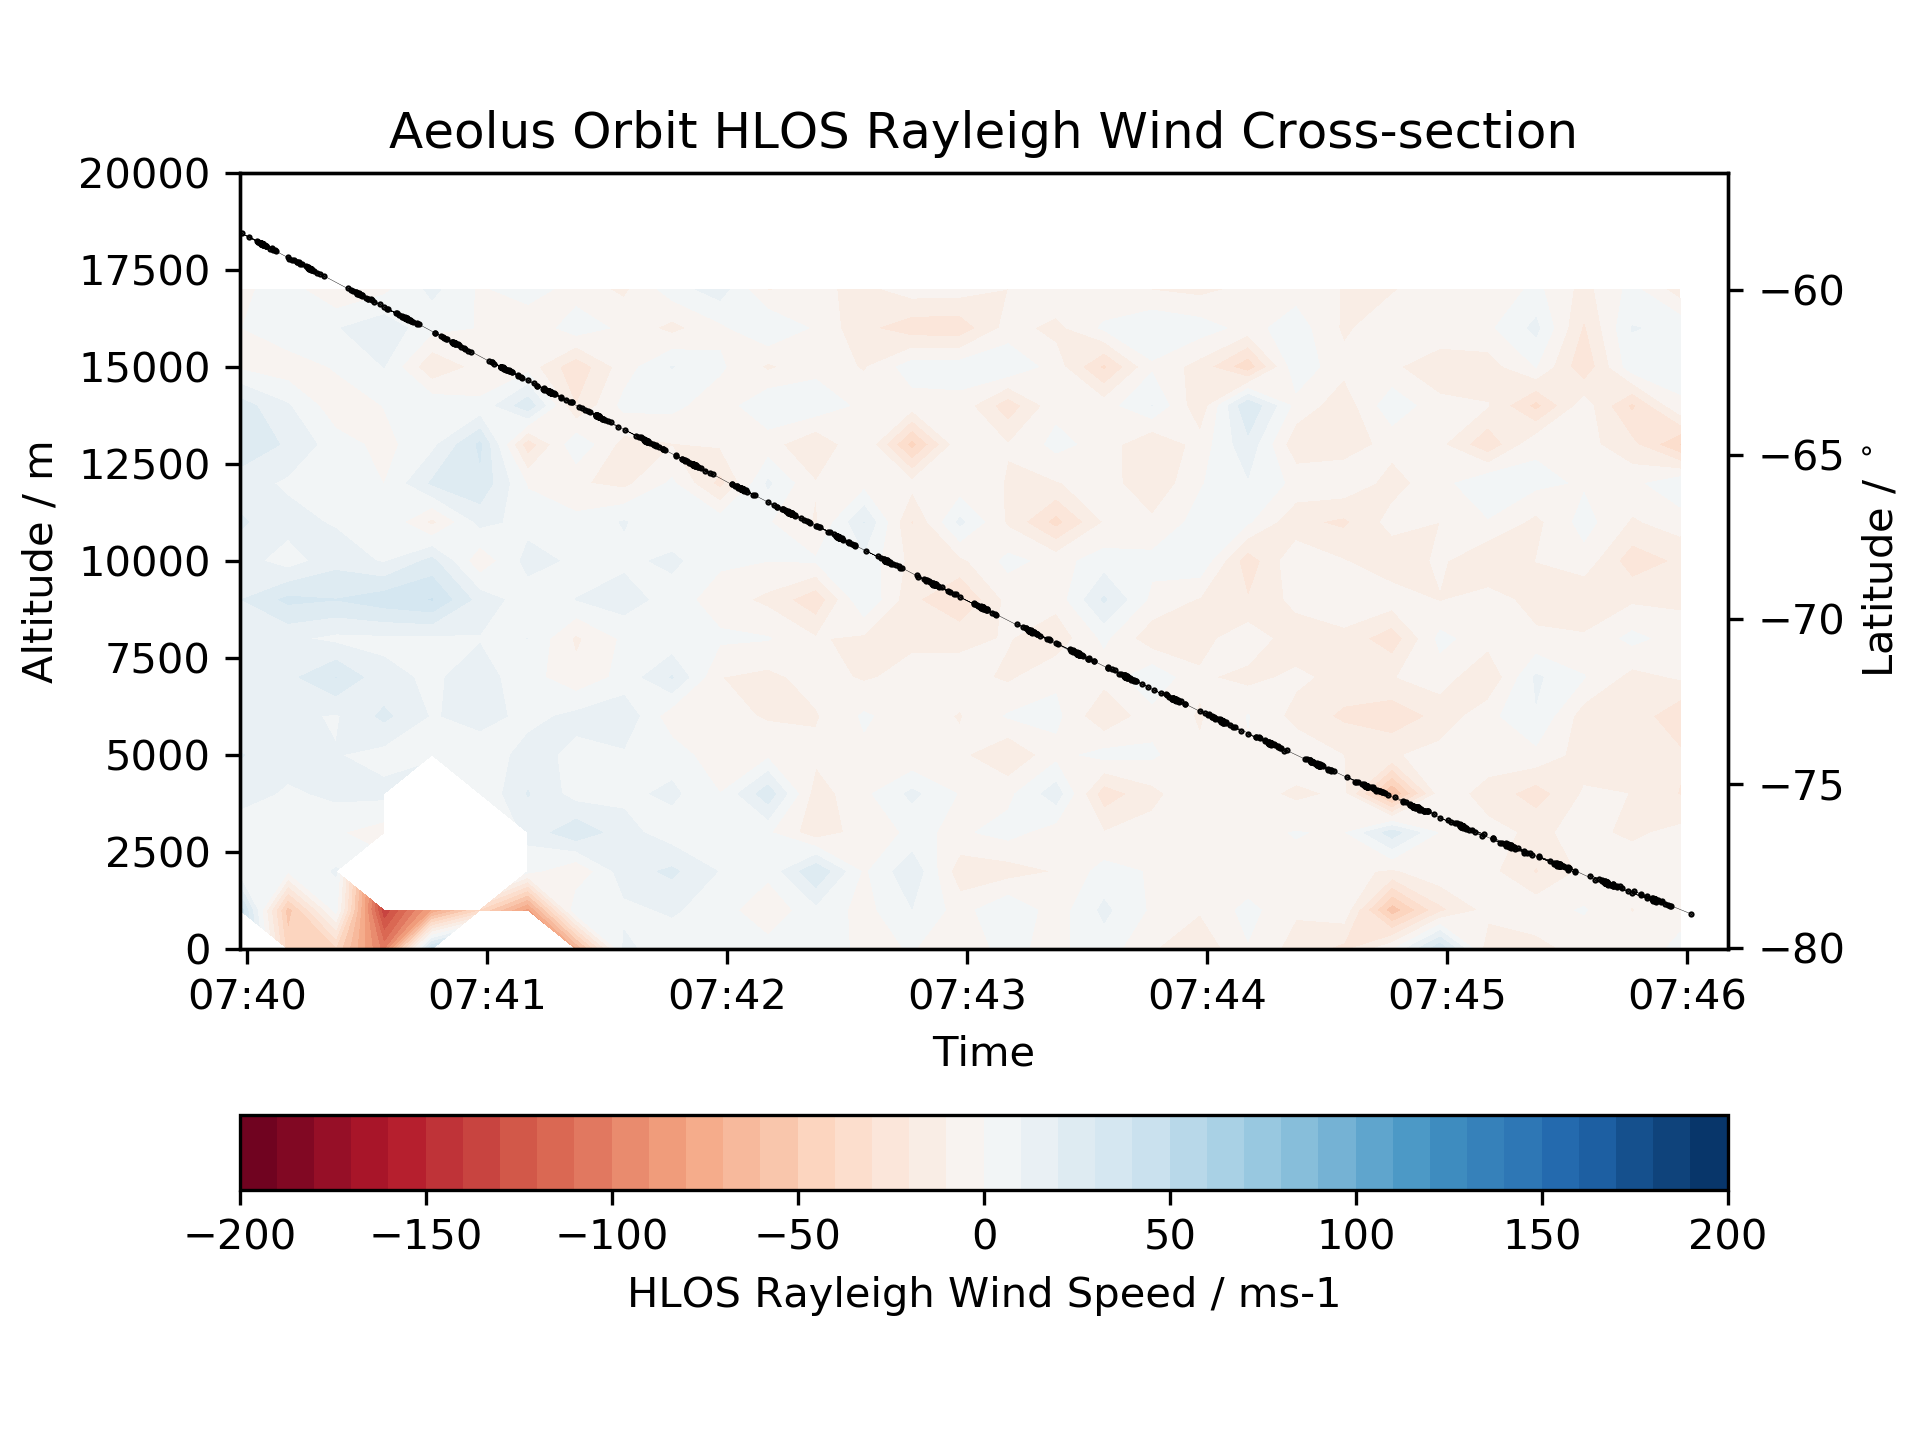 Aeolus Orbit HLOS Rayleigh Wind Cross-section
20000
17500
15000
12500
10000
7500
5000
2500
0
Altitude / m
−60
−65
−70
−75
−80
Latitude / °
07:40 07:41 07:42 07:43 07:44 07:45 07:46
Time
−200 −150 −100 −50 0 50 100 150 200
HLOS Rayleigh Wind Speed / ms-1